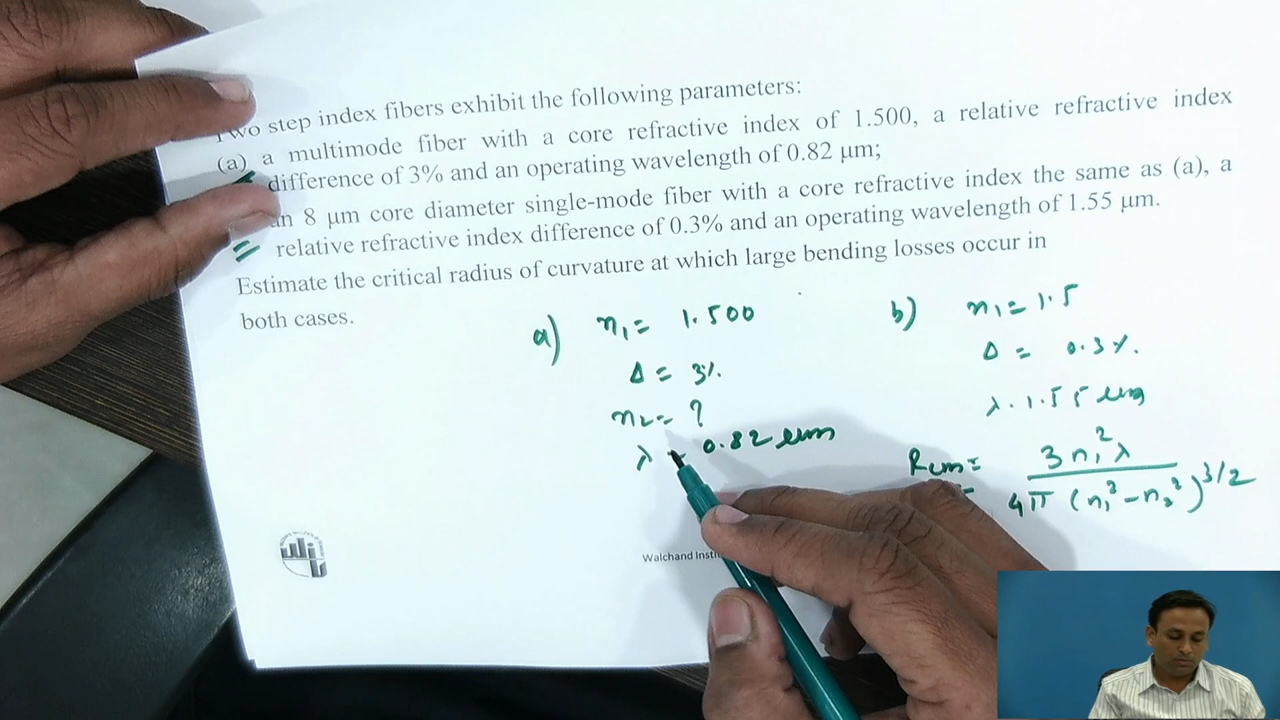 Two step index fibers exhibit the following parameters:
(a) a multimode fiber with a core refractive index of 1.500, a relative refractive index
difference of 3% and an operating wavelength of 0.82 μm;
an 8 μm core diameter single-mode fiber with a core refractive index the same as (a), a
relative refractive index difference of 0.3% and an operating wavelength of 1.55 μm.
Estimate the critical radius of curvature at which large bending losses occur in
both cases.
a) n₁ = 1.500
Δ = 3%
n₂ = ?
λ = 0.82 μm
b) n₁ = 1.5
Δ = 0.3%.
λ. 1.55 μm
Rcm = 3n₁²λ / 4π (n₁² - n₂²)^3/2
Walchand